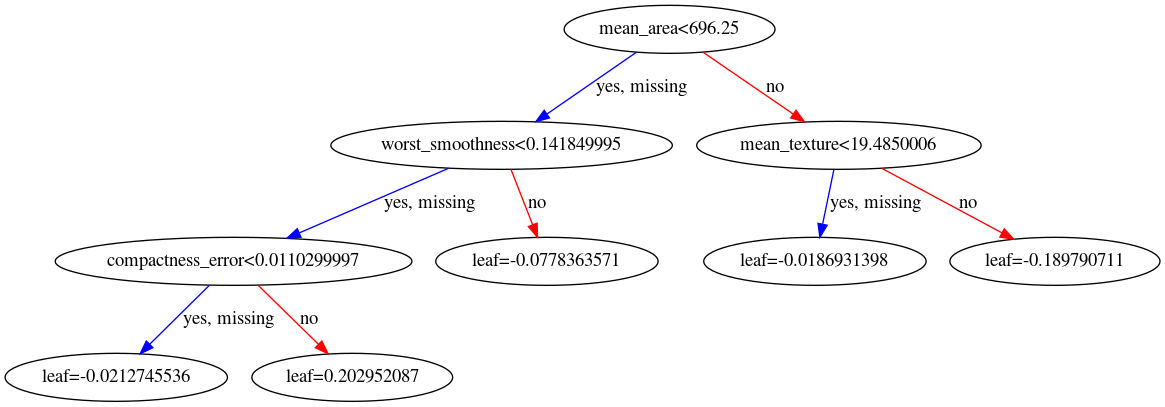 mean_area<696.25
yes, missing
no
worst_smoothness<0.141849995
mean_texture<19.4850006
yes, missing
no
yes, missing
no
compactness_error<0.0110299997
leaf=-0.0778363571
leaf=-0.0186931398
leaf=-0.189790711
yes, missing
no
leaf=-0.0212745536
leaf=0.202952087